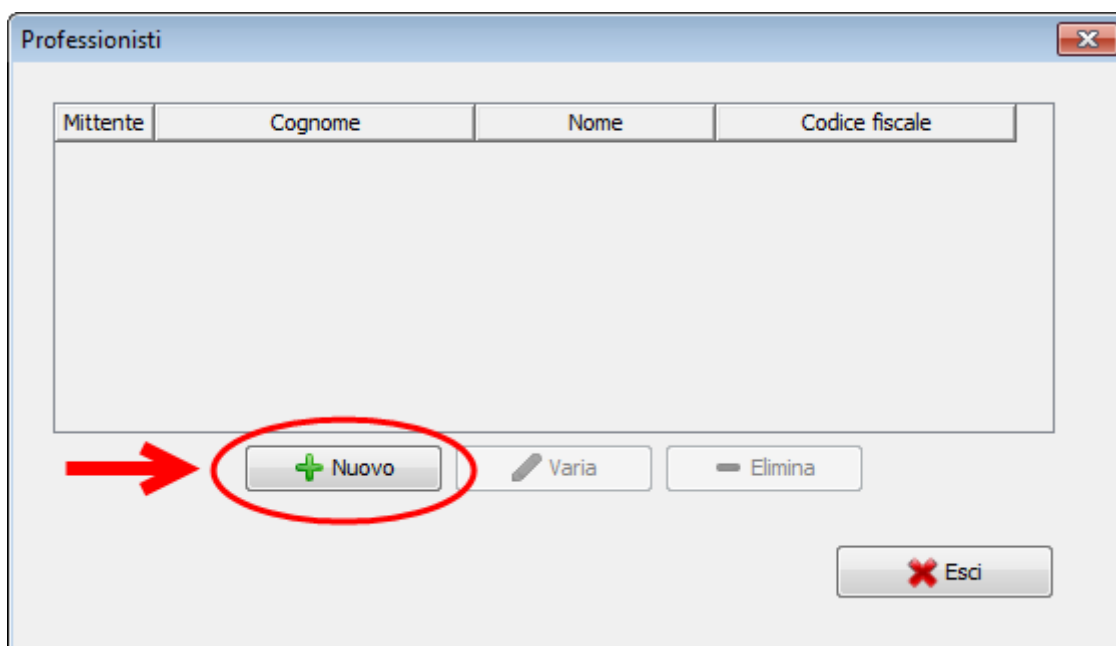 Professionisti
Mittente Cognome Nome Codice fiscale
Nuovo Varia Elimina
Esci